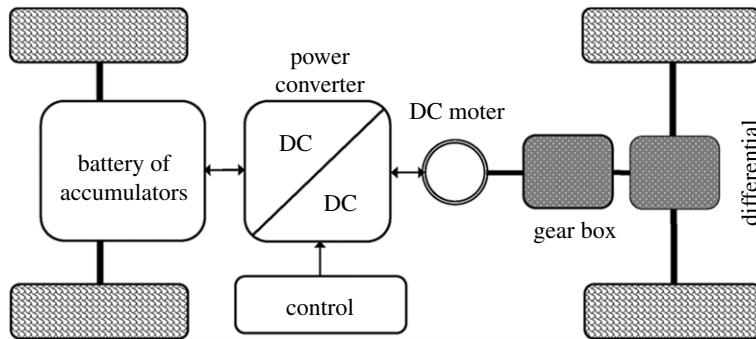 power
converter
DC moter
DC
battery of
accumulators
DC
differential
gear box
control